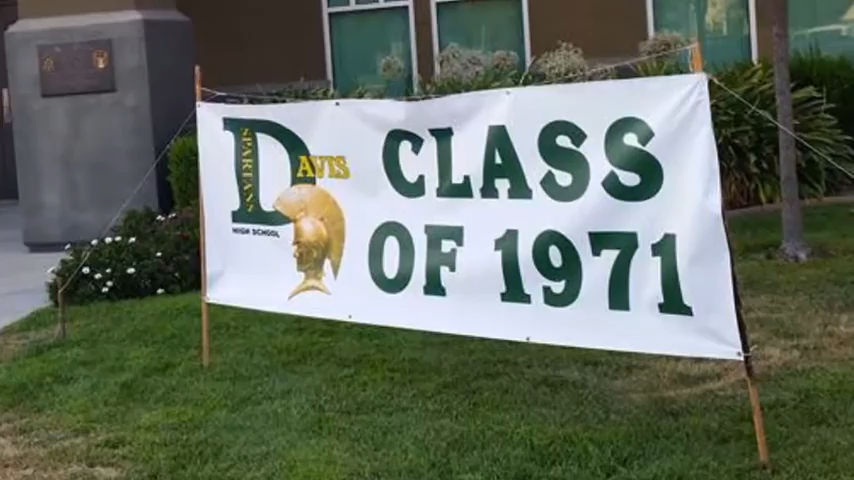 DAVIS
SPARTANS
HIGH SCHOOL
CLASS
OF 1971